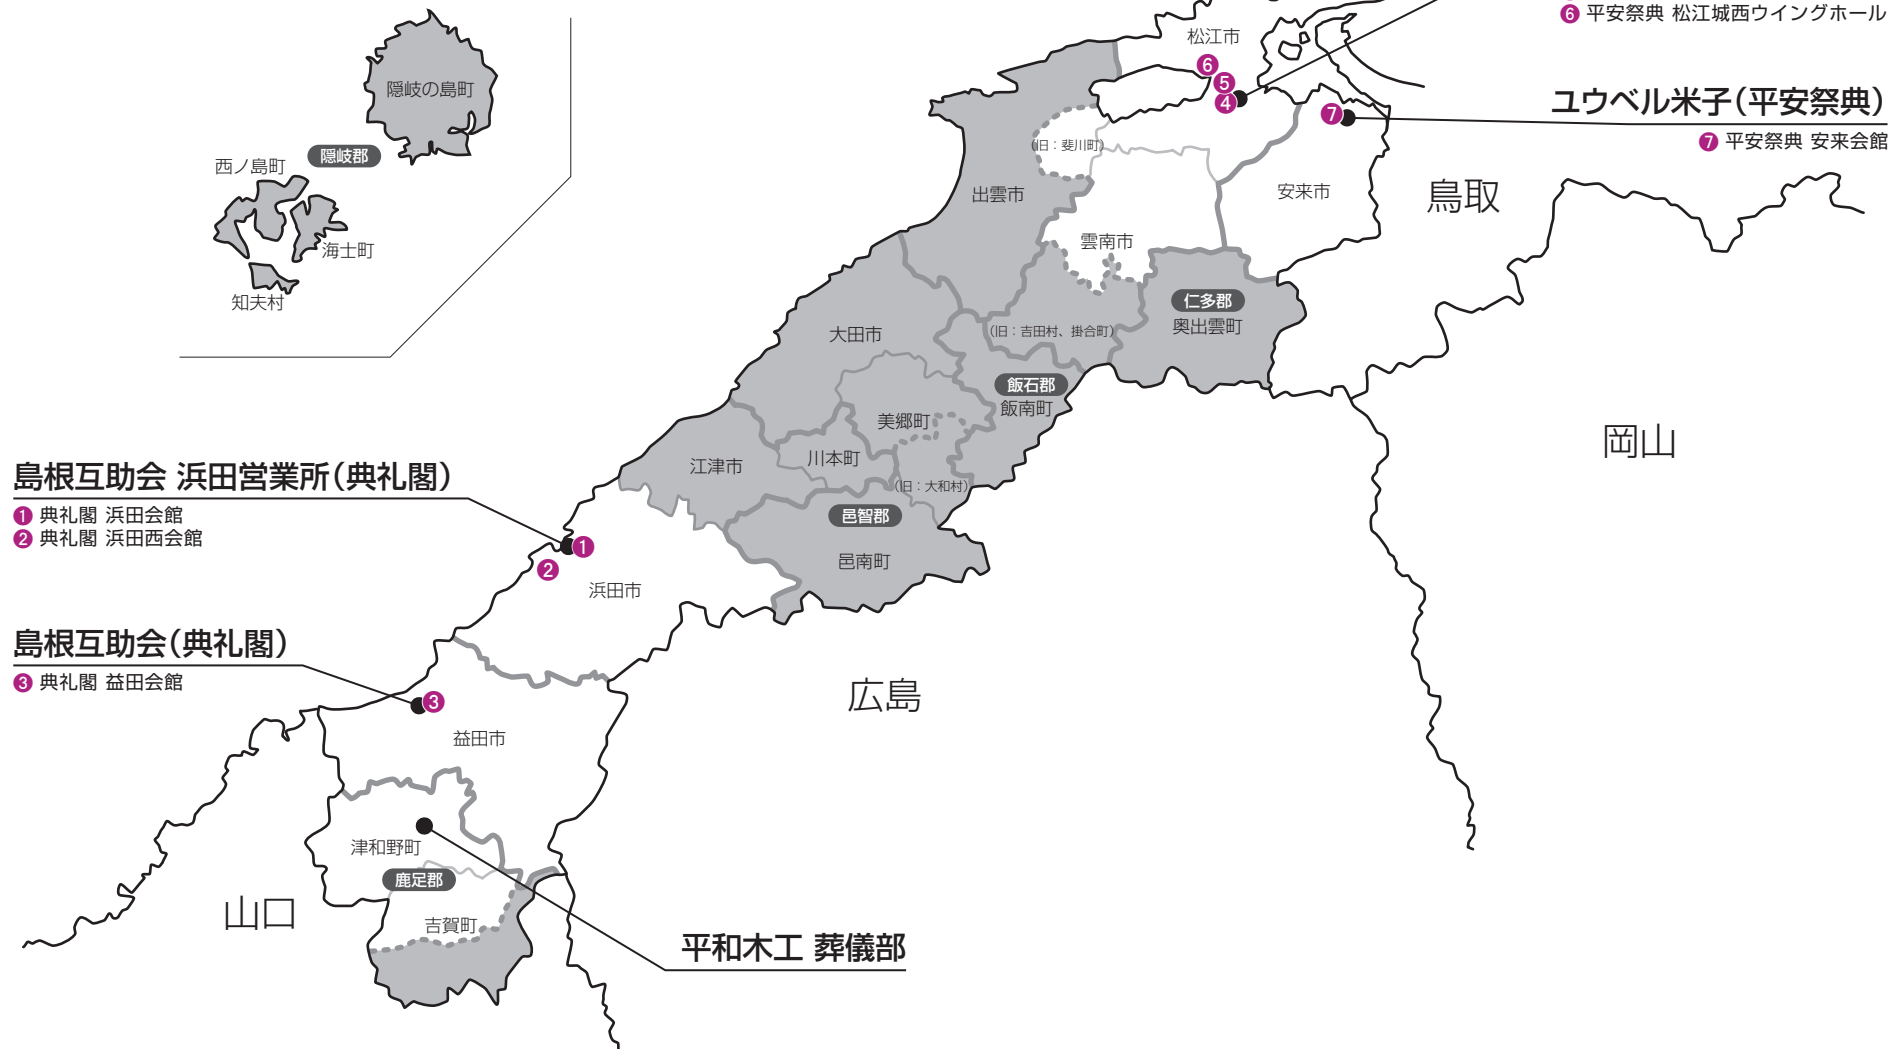 ❻ 平安祭典 松江城西ウイングホール
松江市
❻
❺
❹
隠岐の島町
隠岐郡
西ノ島町
海士町
知夫村
ユウベル米子(平安祭典)
❼
❼ 平安祭典 安来会館
(旧：斐川町)
出雲市
安来市
鳥取
雲南市
仁多郡
奥出雲町
(旧：吉田村、掛合町)
大田市
飯石郡
飯南町
美郷町
岡山
川本町
江津市
(旧：大和村)
邑智郡
邑南町
島根互助会 浜田営業所(典礼閣)
❶ 典礼閣 浜田会館
❷ 典礼閣 浜田西会館
❶
❷
浜田市
島根互助会(典礼閣)
❸ 典礼閣 益田会館
❸
広島
益田市
津和野町
鹿足郡
山口
吉賀町
平和木工 葬儀部